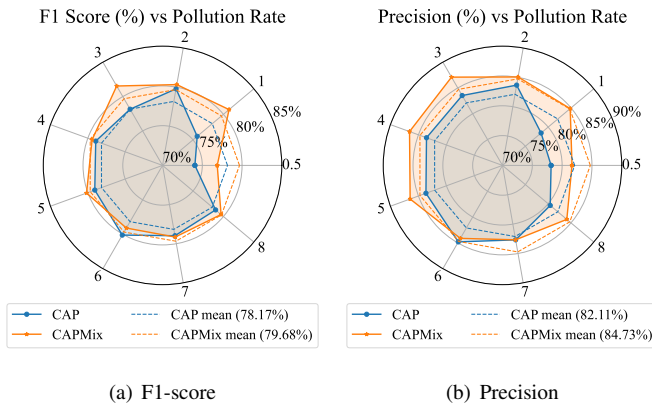 F1 Score (%) vs Pollution Rate
2
3
1
85%
80%
4
75%
70%
0.5
5
8
6
7
CAP
CAP mean (78.17%)
CAPMix
CAPMix mean (79.68%)
(a) F1-score
Precision (%) vs Pollution Rate
2
3
1
90%
85%
4
80%
75%
70%
0.5
5
8
6
7
CAP
CAP mean (82.11%)
CAPMix
CAPMix mean (84.73%)
(b) Precision